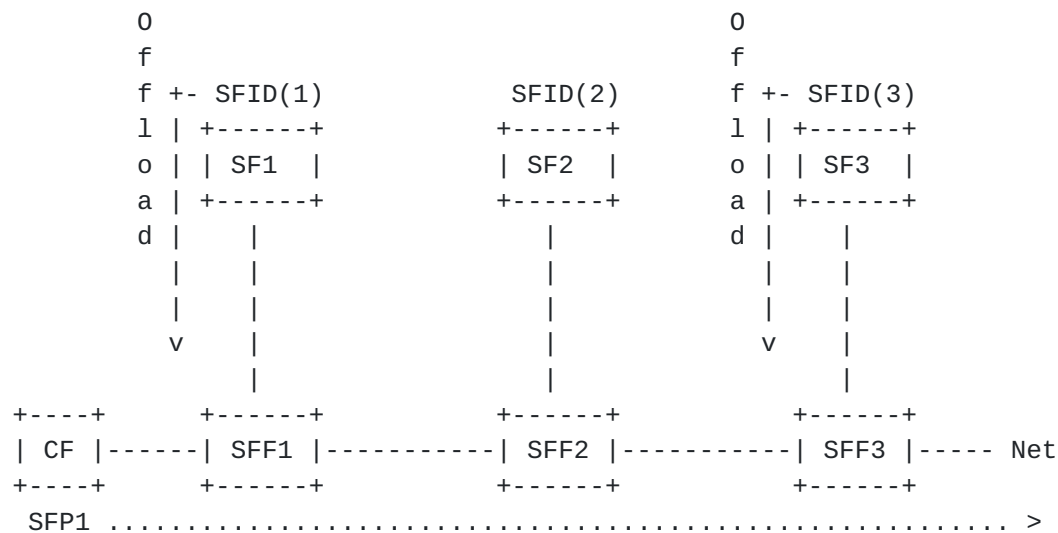 O                                      O
        f                                      f
        f +- SFID(1)            SFID(2)        f +- SFID(3)
        l | +------+           +------+        l | +------+
        o | | SF1  |           | SF2  |        o | | SF3  |
        a | +------+           +------+        a | +------+
        d |    |                  |            d |    |
          |    |                  |              |    |
          |    |                  |              |    |
          v    |                  |              v    |
               |                  |                   |
+----+      +------+           +------+            +------+
| CF |------| SFF1 |-----------| SFF2 |-----------| SFF3 |----- Net
+----+      +------+           +------+            +------+
 SFP1 ........................................................... >